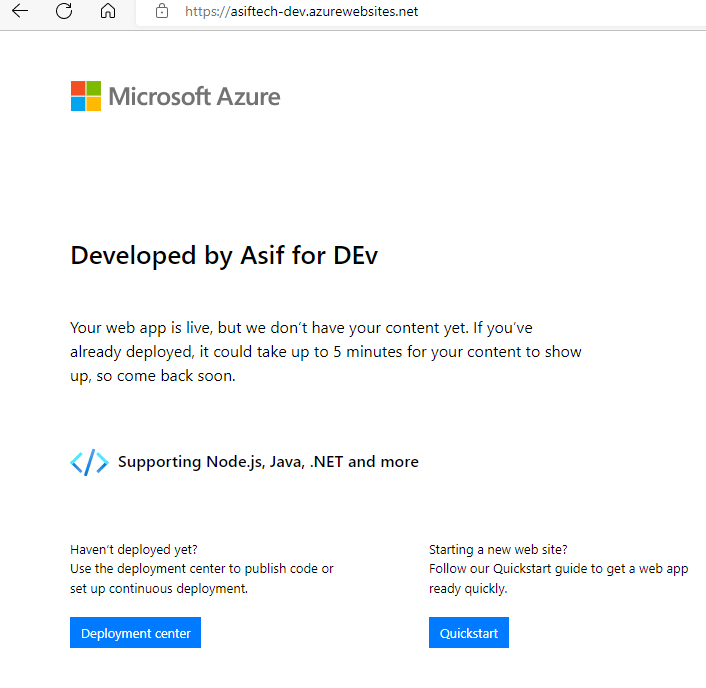 https://asiftech-dev.azurewebsites.net
Microsoft Azure
Developed by Asif for DEv
Your web app is live, but we don't have your content yet. If you've
already deployed, it could take up to 5 minutes for your content to show
up, so come back soon.
</> Supporting Node.js, Java, .NET and more
Haven't deployed yet?
Use the deployment center to publish code or
set up continuous deployment.
Deployment center
Starting a new web site?
Follow our Quickstart guide to get a web app
ready quickly.
Quickstart